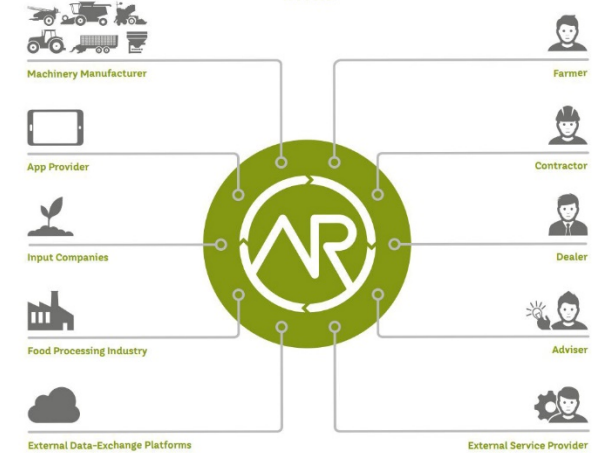 Machinery Manufacturer
Farmer
App Provider
Contractor
AR
Input Companies
Dealer
Food Processing Industry
Adviser
External Data-Exchange Platforms
External Service Provider